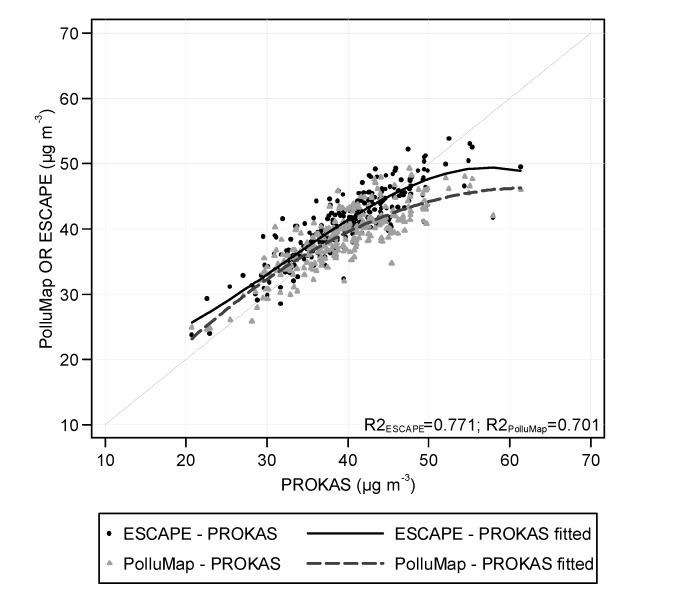 PolluMap OR ESCAPE (µg m-3)
70
60
50
40
30
20
10
R2ESCAPE=0.771; R2PolluMap=0.701
10 20 30 40 50 60 70
PROKAS (µg m-3)
ESCAPE - PROKAS ESCAPE - PROKAS fitted
PolluMap - PROKAS PolluMap - PROKAS fitted